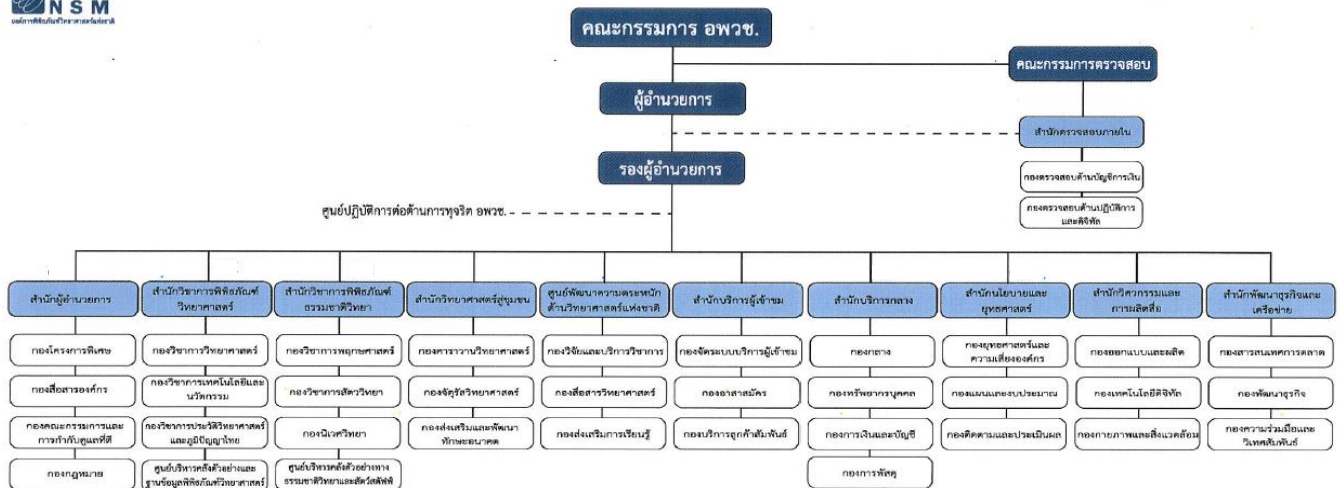 NSM
องค์การพิพิธภัณฑ์วิทยาศาสตร์แห่งชาติ
คณะกรรมการ อพวช.
คณะกรรมการตรวจสอบ
ผู้อำนวยการ
สำนักตรวจสอบภายใน
รองผู้อำนวยการ
กองตรวจสอบด้านบัญชีการเงิน
กองตรวจสอบด้านปฏิบัติการ
และดิจิทัล
ศูนย์ปฏิบัติการต่อต้านการทุจริต อพวช.
สำนักผู้อำนวยการ
กองโครงการพิเศษ
กองสื่อสารองค์กร
กองคณะกรรมการและ
การกำกับดูแลที่ดี
กองกฎหมาย
สำนักวิชาการพิพิธภัณฑ์
วิทยาศาสตร์
กองวิชาการวิทยาศาสตร์
กองวิชาการเทคโนโลยีและ
นวัตกรรม
กองวิชาการประวัติวิทยาศาสตร์
และภูมิปัญญาไทย
ศูนย์บริหารคลังตัวอย่างและ
ฐานข้อมูลพิพิธภัณฑ์วิทยาศาสตร์
สำนักวิชาการพิพิธภัณฑ์
ธรรมชาติวิทยา
กองวิชาการพฤกษศาสตร์
กองวิชาการสัตววิทยา
กองนิเวศวิทยา
ศูนย์บริหารคลังตัวอย่างทาง
ธรรมชาติวิทยาและสัตว์สตัฟฟ์
สำนักวิทยาศาสตร์สู่ชุมชน
กองคาราวานวิทยาศาสตร์
กองจัตุรัสวิทยาศาสตร์
กองส่งเสริมและพัฒนา
ทักษะอนาคต
ศูนย์พัฒนาความตระหนัก
ด้านวิทยาศาสตร์แห่งชาติ
กองวิจัยและบริการวิชาการ
กองสื่อสารวิทยาศาสตร์
กองส่งเสริมการเรียนรู้
สำนักบริการผู้เข้าชม
กองจัดระบบบริการผู้เข้าชม
กองอาสาสมัคร
กองบริการลูกค้าสัมพันธ์
สำนักบริการกลาง
กองกลาง
กองทรัพยากรบุคคล
กองการเงินและบัญชี
กองการพัสดุ
สำนักนโยบายและ
ยุทธศาสตร์
กองยุทธศาสตร์และ
ความเสี่ยงองค์กร
กองแผนและงบประมาณ
กองติดตามและประเมินผล
สำนักวิศวกรรมและ
การผลิตสื่อ
กองออกแบบและผลิต
กองเทคโนโลยีดิจิทัล
กองกายภาพและสิ่งแวดล้อม
สำนักพัฒนาธุรกิจและ
เครือข่าย
กองสารสนเทศการตลาด
กองพัฒนาธุรกิจ
กองความร่วมมือและ
วิเทศสัมพันธ์